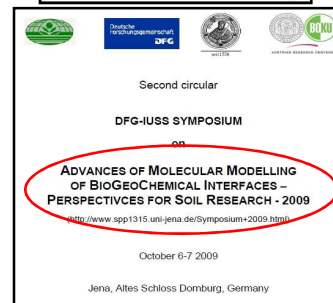 Deutsche
Forschungsgemeinschaft
DFG
BOKU
Second circular
DFG-IUSS SYMPOSIUM
on
ADVANCES OF MOLECULAR MODELLING
OF BIOGEOCHEMICAL INTERFACES –
PERSPECTIVCES FOR SOIL RESEARCH - 2009
(http://www.spp1315.uni-jena.de/Symposium+2009.html)
October 6-7 2009
Jena, Altes Schloss Dornburg, Germany